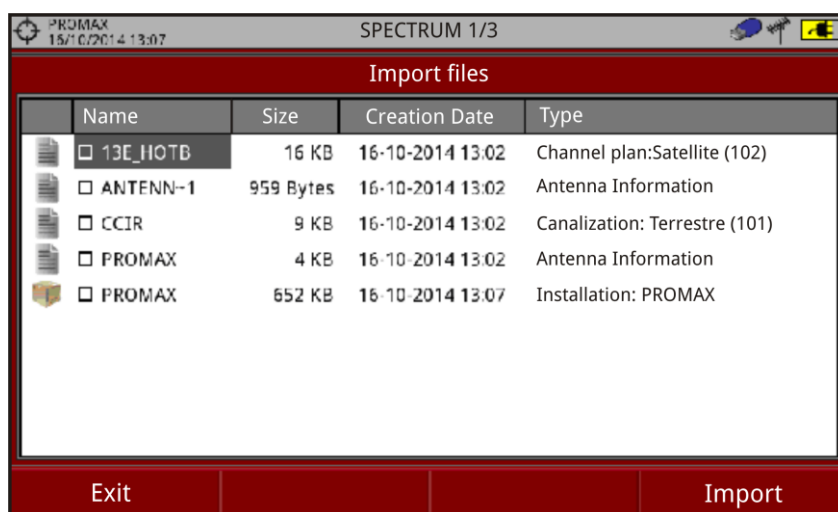 PROMAX SPECTRUM 1/3
16/10/2014 13:07
Import files
Name Size Creation Date Type
13E_HOTB 16 KB 16-10-2014 13:02 Channel plan:Satellite (102)
ANTENN~1 959 Bytes 16-10-2014 13:02 Antenna Information
CCIR 9 KB 16-10-2014 13:02 Canalization: Terrestre (101)
PROMAX 4 KB 16-10-2014 13:02 Antenna Information
PROMAX 652 KB 16-10-2014 13:07 Installation: PROMAX
Exit Import